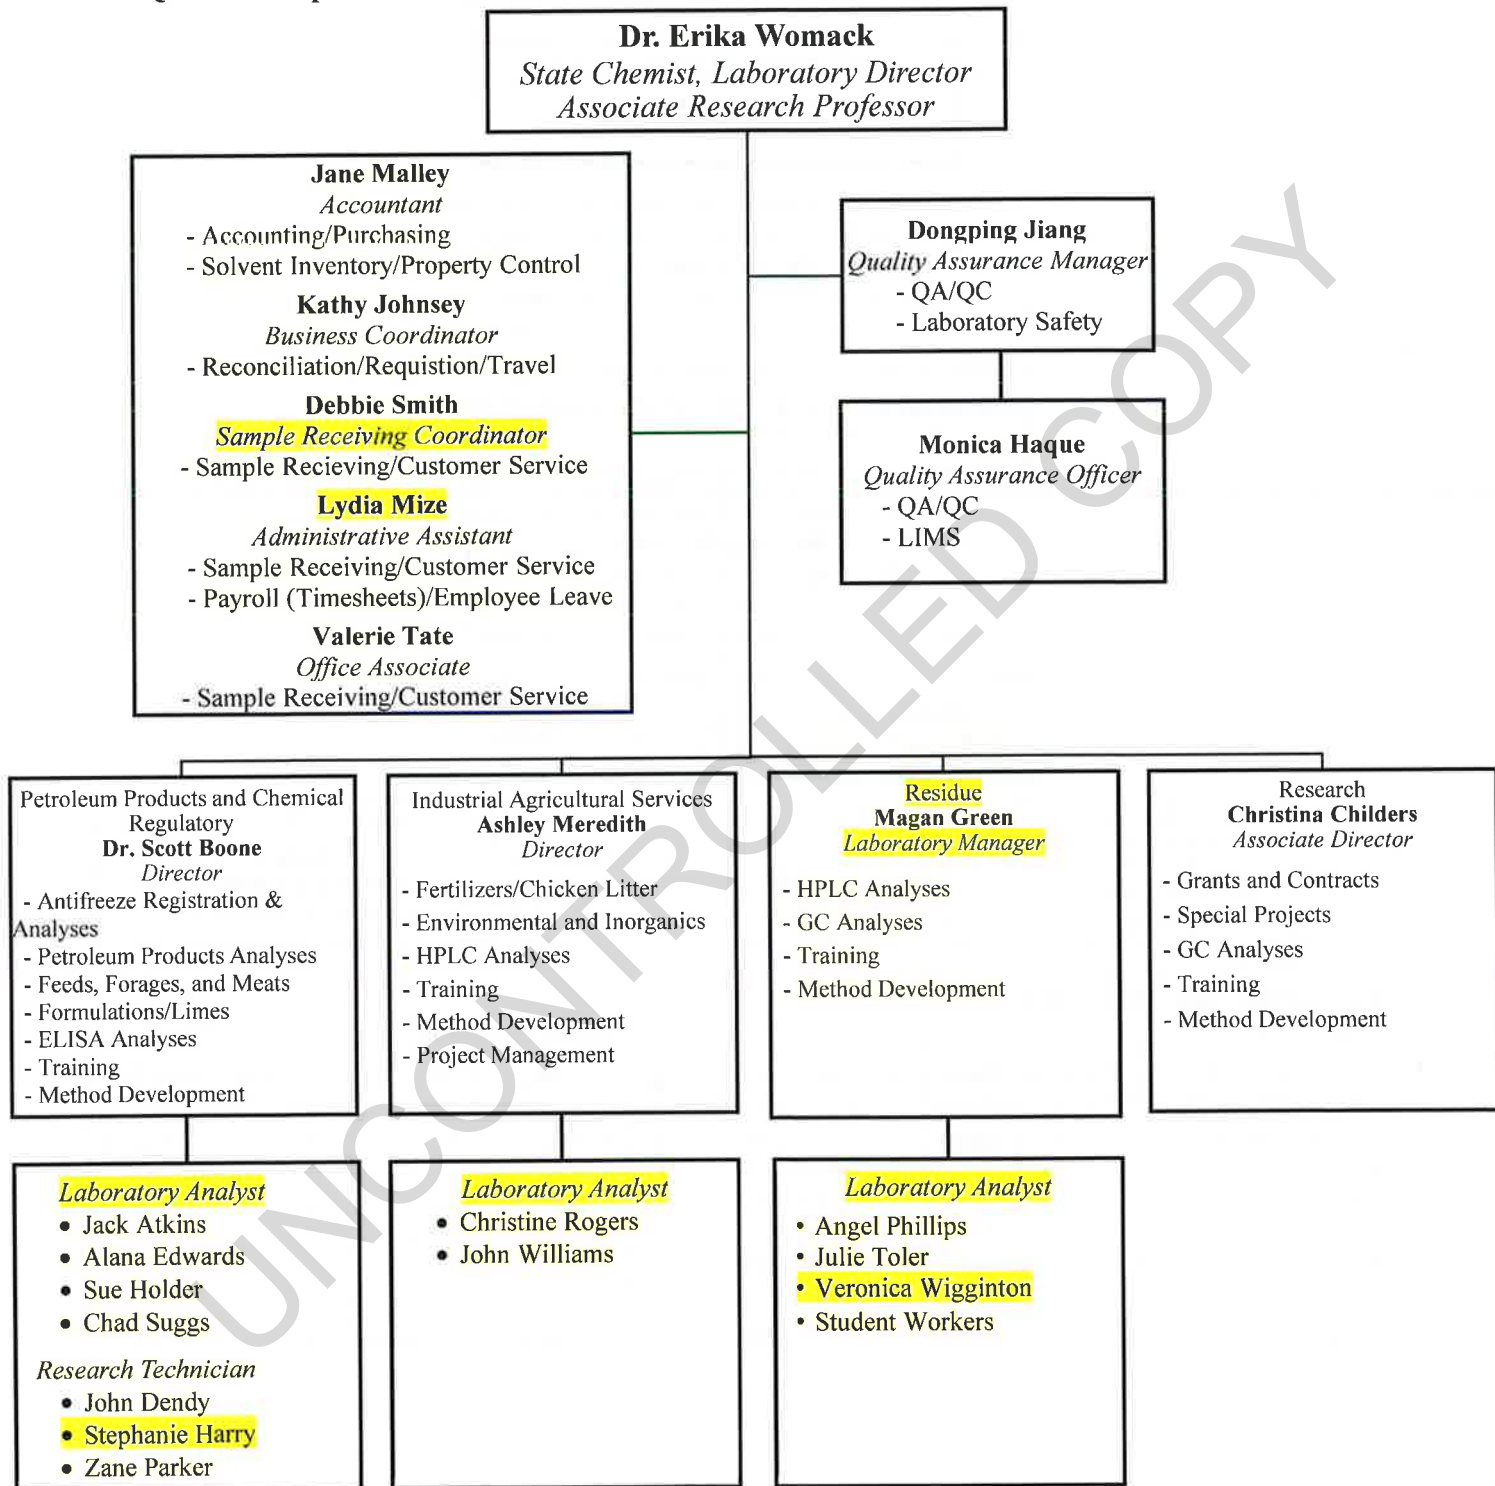 Dr. Erika Womack
State Chemist, Laboratory Director
Associate Research Professor
Jane Malley
Accountant
- Accounting/Purchasing
- Solvent Inventory/Property Control
Kathy Johnsey
Business Coordinator
- Reconciliation/Requistion/Travel
Debbie Smith
Sample Receiving Coordinator
- Sample Recieving/Customer Service
Lydia Mize
Administrative Assistant
- Sample Receiving/Customer Service
- Payroll (Timesheets)/Employee Leave
Valerie Tate
Office Associate
- Sample Receiving/Customer Service
Dongping Jiang
Quality Assurance Manager
- QA/QC
- Laboratory Safety
Monica Haque
Quality Assurance Officer
- QA/QC
- LIMS
Petroleum Products and Chemical
Regulatory
Dr. Scott Boone
Director
- Antifreeze Registration &
Analyses
- Petroleum Products Analyses
- Feeds, Forages, and Meats
- Formulations/Limes
- ELISA Analyses
- Training
- Method Development
Industrial Agricultural Services
Ashley Meredith
Director
- Fertilizers/Chicken Litter
- Environmental and Inorganics
- HPLC Analyses
- Training
- Method Development
- Project Management
Residue
Magan Green
Laboratory Manager
- HPLC Analyses
- GC Analyses
- Training
- Method Development
Research
Christina Childers
Associate Director
- Grants and Contracts
- Special Projects
- GC Analyses
- Training
- Method Development
Laboratory Analyst
• Jack Atkins
• Alana Edwards
• Sue Holder
• Chad Suggs
Research Technician
• John Dendy
• Stephanie Harry
• Zane Parker
Laboratory Analyst
• Christine Rogers
• John Williams
Laboratory Analyst
• Angel Phillips
• Julie Toler
• Veronica Wigginton
• Student Workers
UNCONTROLLED COPY